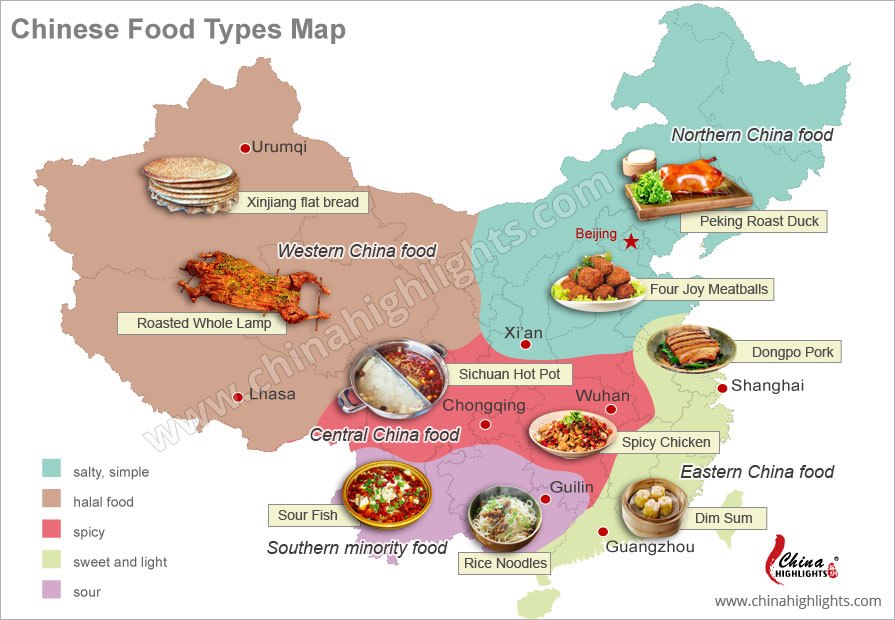 Chinese Food Types Map
Northern China food
Urumqi
Xinjiang flat bread
Peking Roast Duck
Beijing
Western China food
Four Joy Meatballs
Roasted Whole Lamp
Xi'an
Dongpo Pork
Sichuan Hot Pot
Shanghai
Lhasa
Chongqing
Wuhan
Central China food
Spicy Chicken
salty, simple
halal food
spicy
sweet and light
sour
Eastern China food
Guilin
Sour Fish
Dim Sum
Southern minority food
Guangzhou
Rice Noodles
China
HIGHLIGHTS
®
www.chinahighlights.com
www.chinahighlights.com